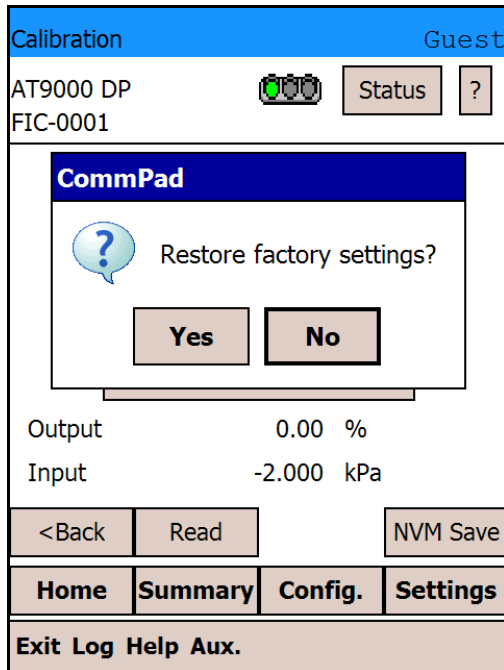 Calibration Guest
AT9000 DP Status ?
FIC-0001
CommPad
?
Restore factory settings?
Yes No
Output 0.00 %
Input -2.000 kPa
<Back Read NVM Save
Home Summary Config. Settings
Exit Log Help Aux.